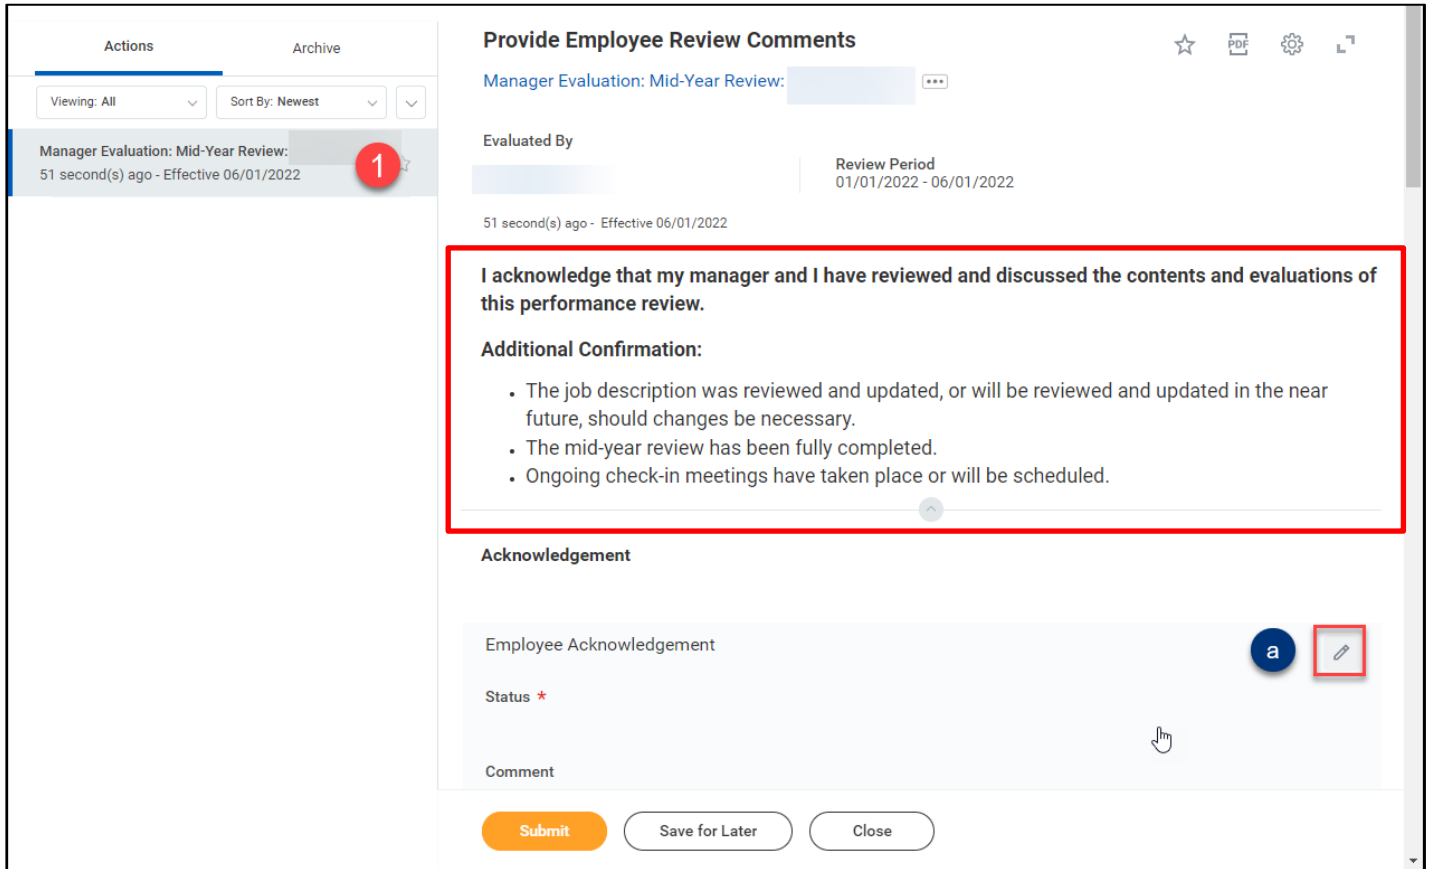 Actions
Archive
Viewing: All
Sort By: Newest
Manager Evaluation: Mid-Year Review:
51 second(s) ago - Effective 06/01/2022
1
Provide Employee Review Comments
PDF
Manager Evaluation: Mid-Year Review:
Evaluated By
Review Period
01/01/2022 - 06/01/2022
51 second(s) ago - Effective 06/01/2022
I acknowledge that my manager and I have reviewed and discussed the contents and evaluations of
this performance review.
Additional Confirmation:
• The job description was reviewed and updated, or will be reviewed and updated in the near
future, should changes be necessary.
• The mid-year review has been fully completed.
• Ongoing check-in meetings have taken place or will be scheduled.
Acknowledgement
Employee Acknowledgement
a
Status *
Comment
Submit
Save for Later
Close